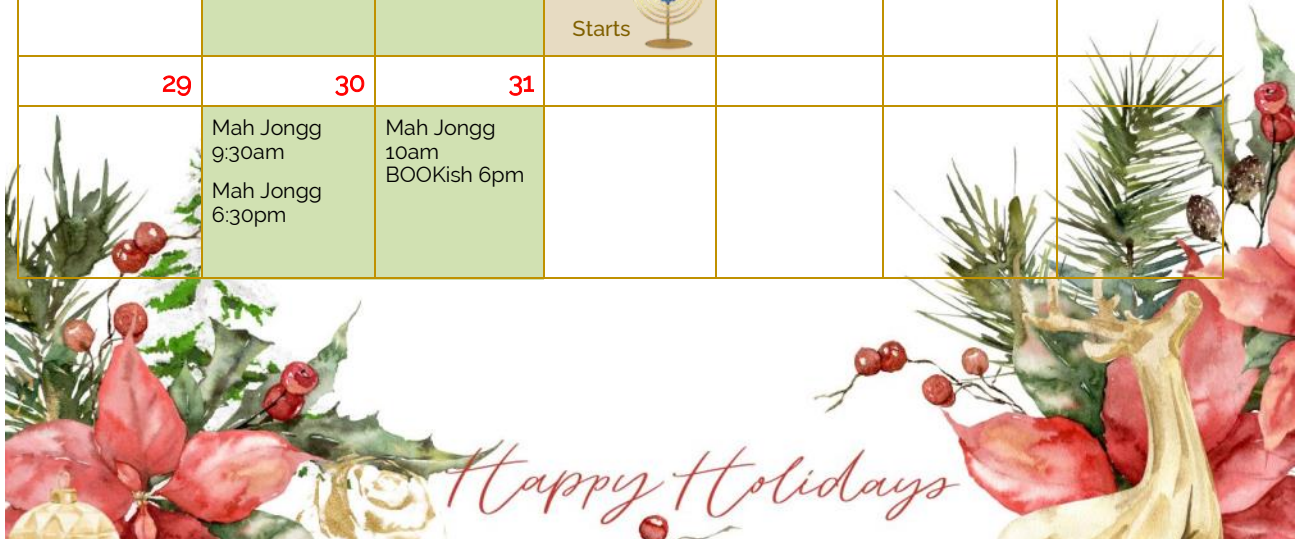 Starts
29
30
31
Mah Jongg
9:30am
Mah Jongg
6:30pm
Mah Jongg
10am
BOOKish 6pm
Happy Holidays